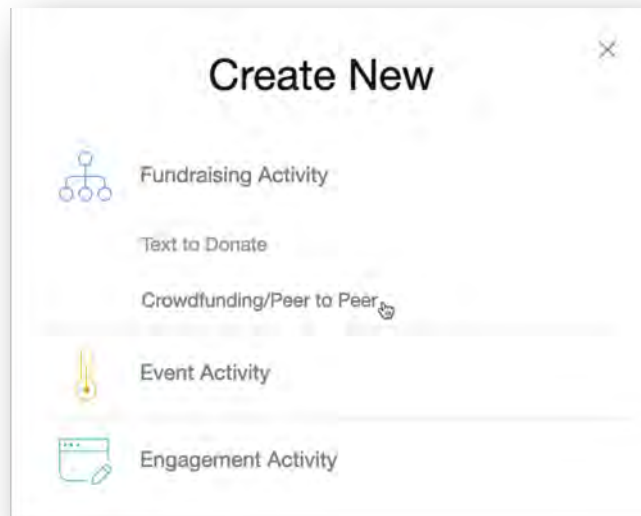 Create New
Fundraising Activity
Text to Donate
Crowdfunding/Peer to Peer
Event Activity
Engagement Activity